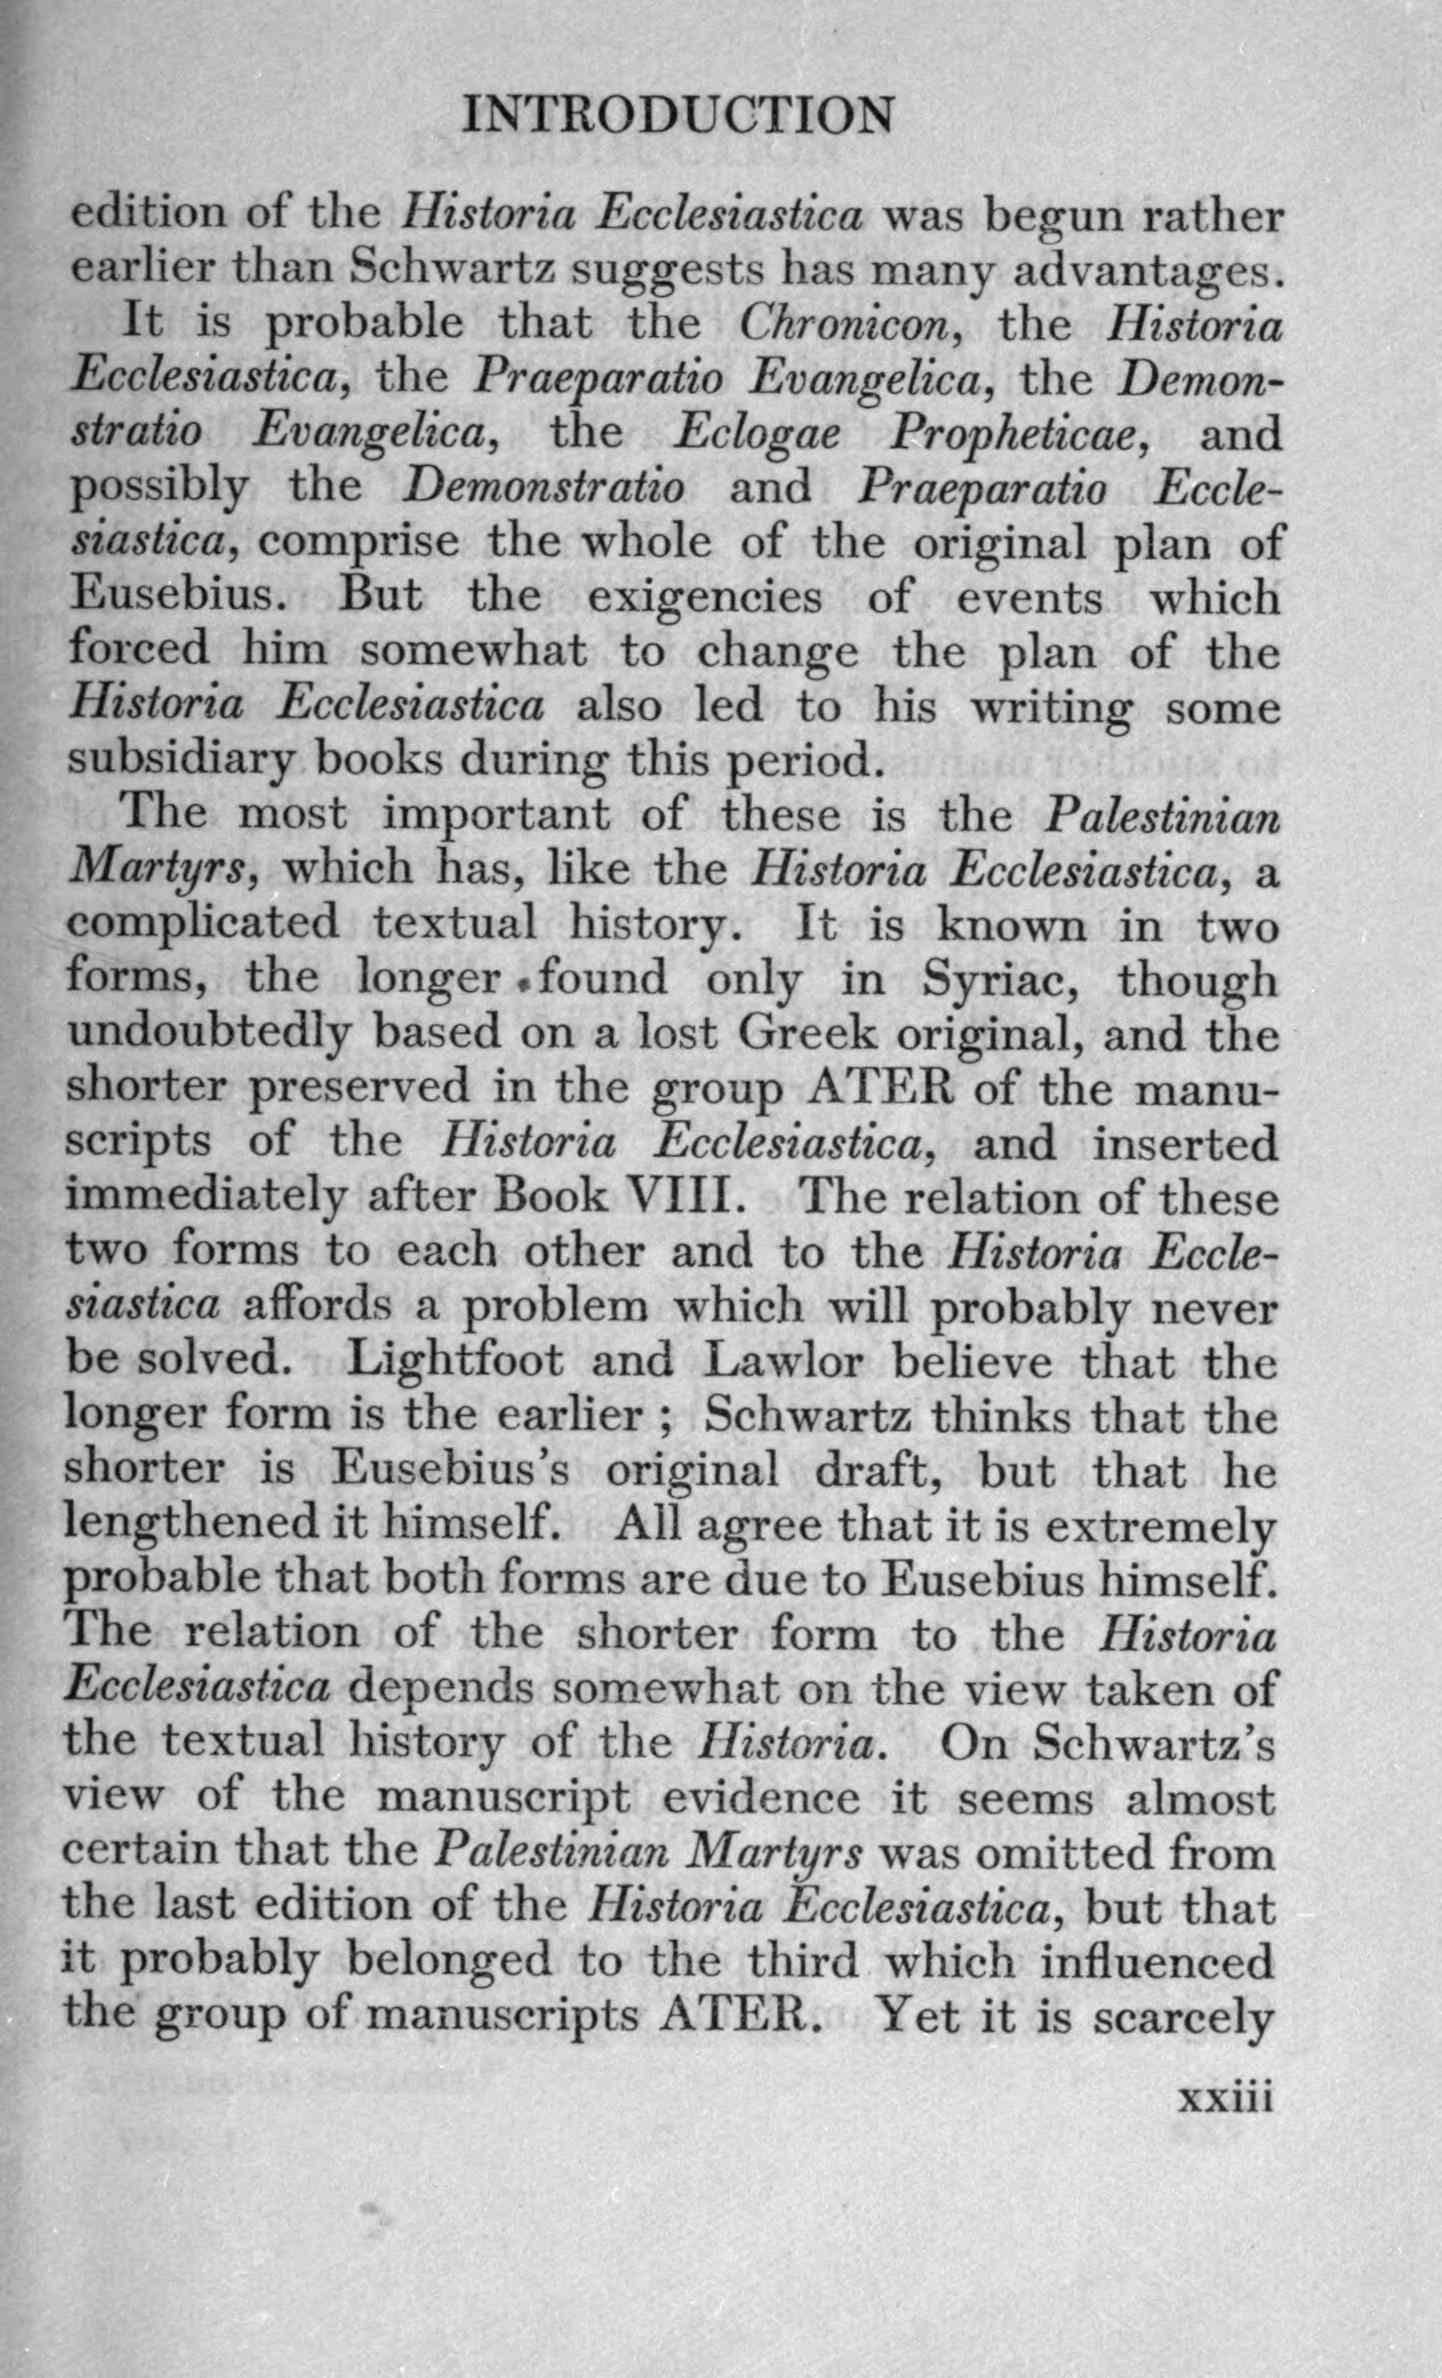 INTRODUCTION
edition of the Historia Ecclesiastica was begun rather
earlier than Schwartz suggests has many advantages.
It is probable that the Chronicon, the Historia
Ecclesiastica, the Praeparatio Evangelica, the Demon-
stratio Evangelica, the Eclogae Propheticae, and
possibly the Demonstratio and Praeparatio Eccle-
siastica, comprise the whole of the original plan of
Eusebius. But the exigencies of events which
forced him somewhat to change the plan of the
Historia Ecclesiastica also led to his writing some
subsidiary books during this period.
The most important of these is the Palestinian
Martyrs, which has, like the Historia Ecclesiastica, a
complicated textual history. It is known in two
forms, the longer found only in Syriac, though
undoubtedly based on a lost Greek original, and the
shorter preserved in the group ATER of the manu-
scripts of the Historia Ecclesiastica, and inserted
immediately after Book VIII. The relation of these
two forms to each other and to the Historia Eccle-
siastica affords a problem which will probably never
be solved. Lightfoot and Lawlor believe that the
longer form is the earlier ; Schwartz thinks that the
shorter is Eusebius's original draft, but that he
lengthened it himself. All agree that it is extremely
probable that both forms are due to Eusebius himself.
The relation of the shorter form to the Historia
Ecclesiastica depends somewhat on the view taken of
the textual history of the Historia. On Schwartz's
view of the manuscript evidence it seems almost
certain that the Palestinian Martyrs was omitted from
the last edition of the Historia Ecclesiastica, but that
it probably belonged to the third which influenced
the group of manuscripts ATER. Yet it is scarcely
xxiii